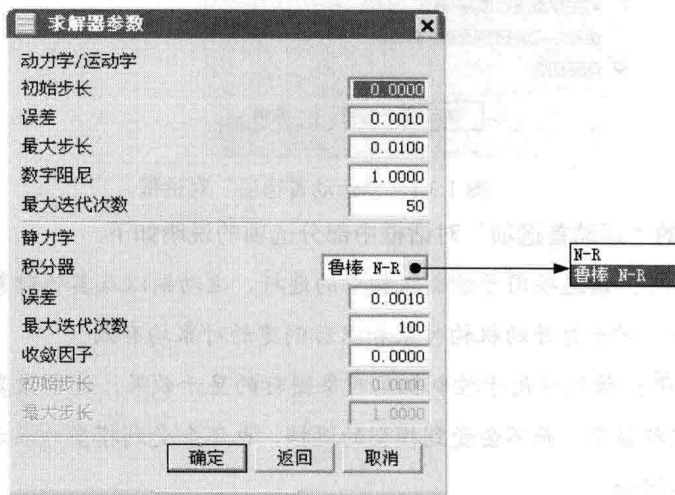 求解器参数
动力学/运动学
初始步长 0.0000
误差 0.0010
最大步长 0.0100
数字阻尼 1.0000
最大迭代次数 50
静力学
积分器 鲁棒 N-R
N-R
鲁棒 N-R
误差 0.0010
最大迭代次数 100
收敛因子 0.0000
初始步长 0.0000
最大步长 1.0000
确定 返回 取消